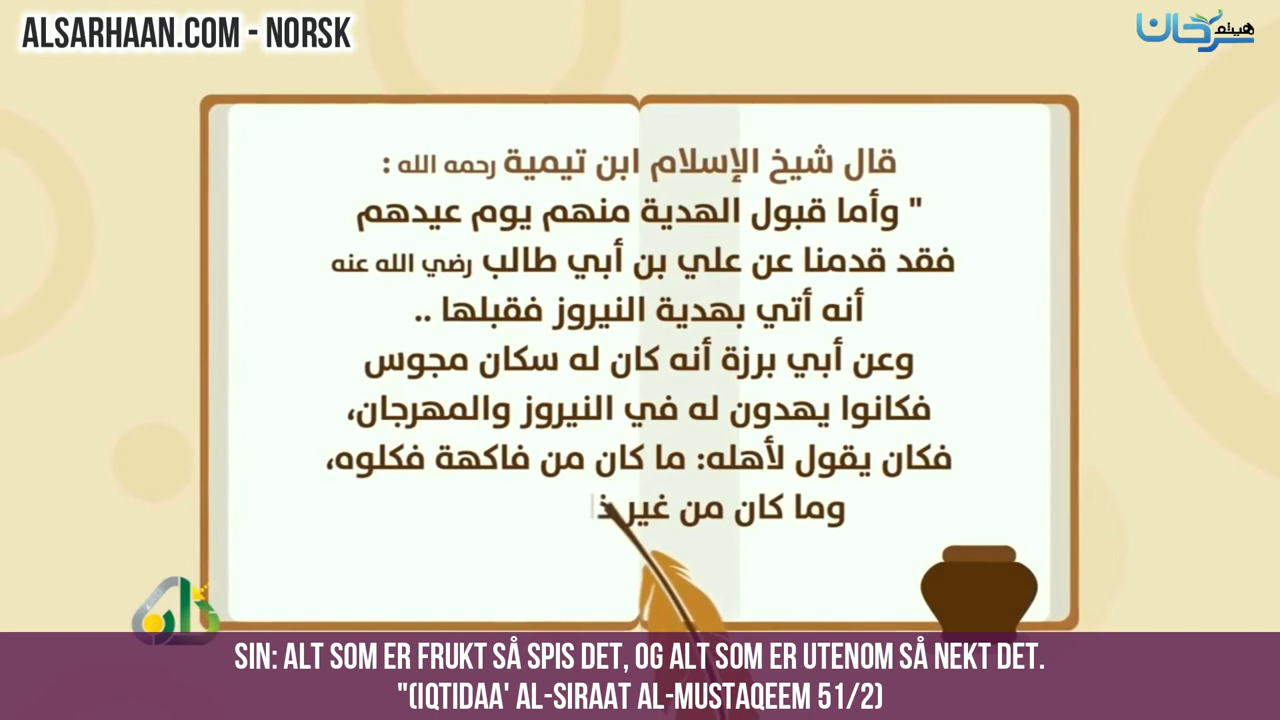 ALSARHAAN.COM - NORSK
هيثم سرحان
قال شيخ الإسلام ابن تيمية رحمه الله :
" وأما قبول الهدية منهم يوم عيدهم
فقد قدمنا عن علي بن أبي طالب رضي الله عنه
أنه أتي بهدية النيروز فقبلها ..
وعن أبي برزة أنه كان له سكان مجوس
فكانوا يهدون له في النيروز والمهرجان،
فكان يقول لأهله: ما كان من فاكهة فكلوه،
وما كان من غير
SIN: ALT SOM ER FRUKT SÅ SPIS DET, OG ALT SOM ER UTENOM SÅ NEKT DET.
"(IQTIDAA' AL-SIRAAT AL-MUSTAQEEM 51/2)